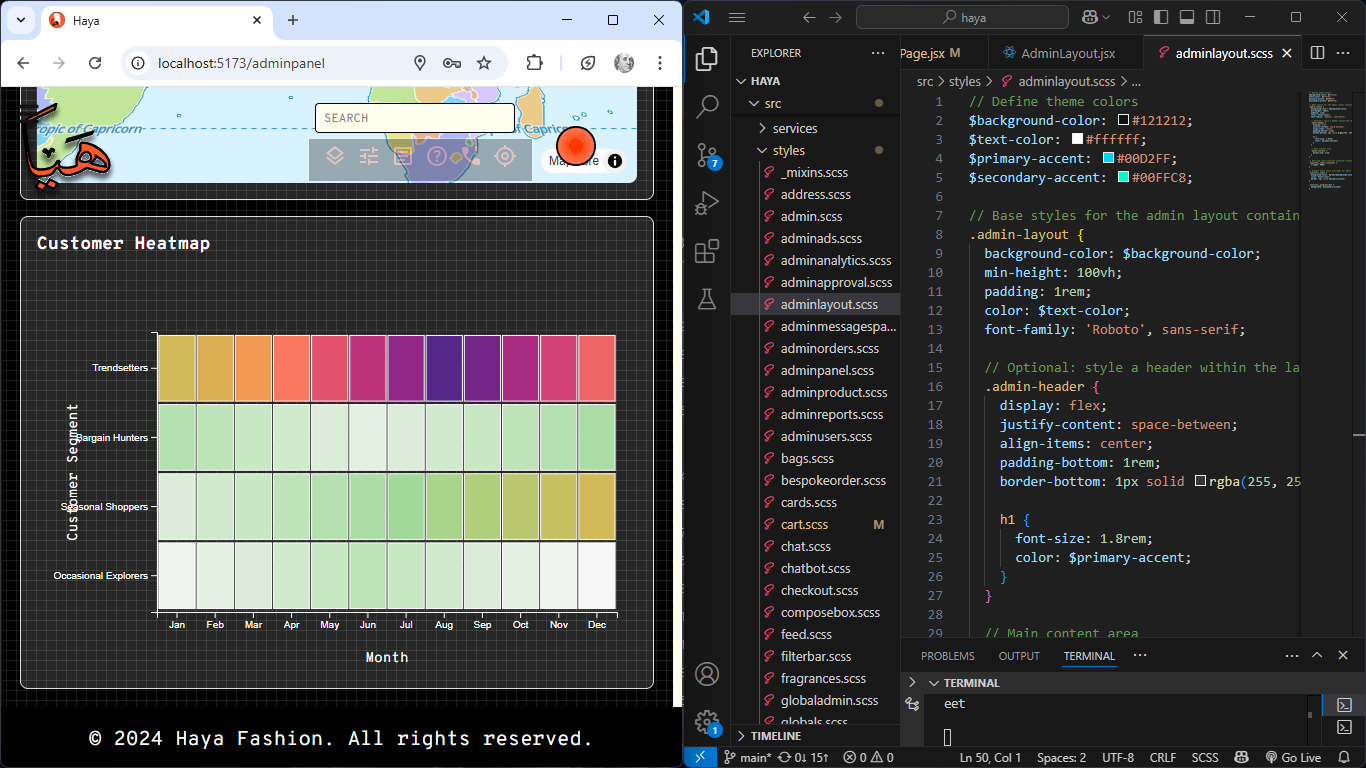 Haya
localhost:5173/adminpanel
Tropic of Capricorn
SEARCH
هيا
Customer Heatmap
Customer Segment
Trendsetters
Bargain Hunters
Seasonal Shoppers
Occasional Explorers
Jan Feb Mar Apr May Jun Jul Aug Sep Oct Nov Dec
Month
© 2024 Haya Fashion. All rights reserved.
haya
EXPLORER
HAYA
src
services
styles
_mixins.scss
address.scss
admin.scss
adminads.scss
adminanalytics.scss
adminapproval.scss
adminlayout.scss
adminmessagespa...
adminorders.scss
adminpanel.scss
adminproduct.scss
adminreports.scss
adminusers.scss
bags.scss
bespokeorder.scss
cards.scss
cart.scss M
chat.scss
chatbot.scss
checkout.scss
composebox.scss
feed.scss
filterbar.scss
fragrances.scss
globaladmin.scss
globals.scss
TIMELINE
7
1
Page.jsx M AdminLayout.jsx adminlayout.scss
src > styles > adminlayout.scss > ...
1 // Define theme colors
2 $background-color: #121212;
3 $text-color: #ffffff;
4 $primary-accent: #00D2FF;
5 $secondary-accent: #00FFC8;
6
7 // Base styles for the admin layout contain
8 .admin-layout {
9 background-color: $background-color;
10 min-height: 100vh;
11 padding: 1rem;
12 color: $text-color;
13 font-family: 'Roboto', sans-serif;
14
15 // Optional: style a header within the la
16 .admin-header {
17 display: flex;
18 justify-content: space-between;
19 align-items: center;
20 padding-bottom: 1rem;
21 border-bottom: 1px solid rgba(255, 25
22
23 h1 {
24 font-size: 1.8rem;
25 color: $primary-accent;
26 }
27 }
28
29 // Main content area
PROBLEMS OUTPUT TERMINAL ...
TERMINAL
eet
main* 0↓ 15↑ 0 0 Ln 50, Col 1 Spaces: 2 UTF-8 CRLF SCSS Go Live